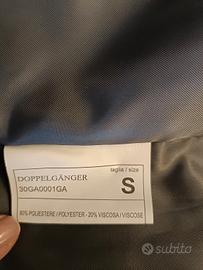 DOPPELGÄNGER
30GA0001GA
taglia / size
S
80% POLIESTERE / POLYESTER - 20% VISCOSA / VISCOSE
subito